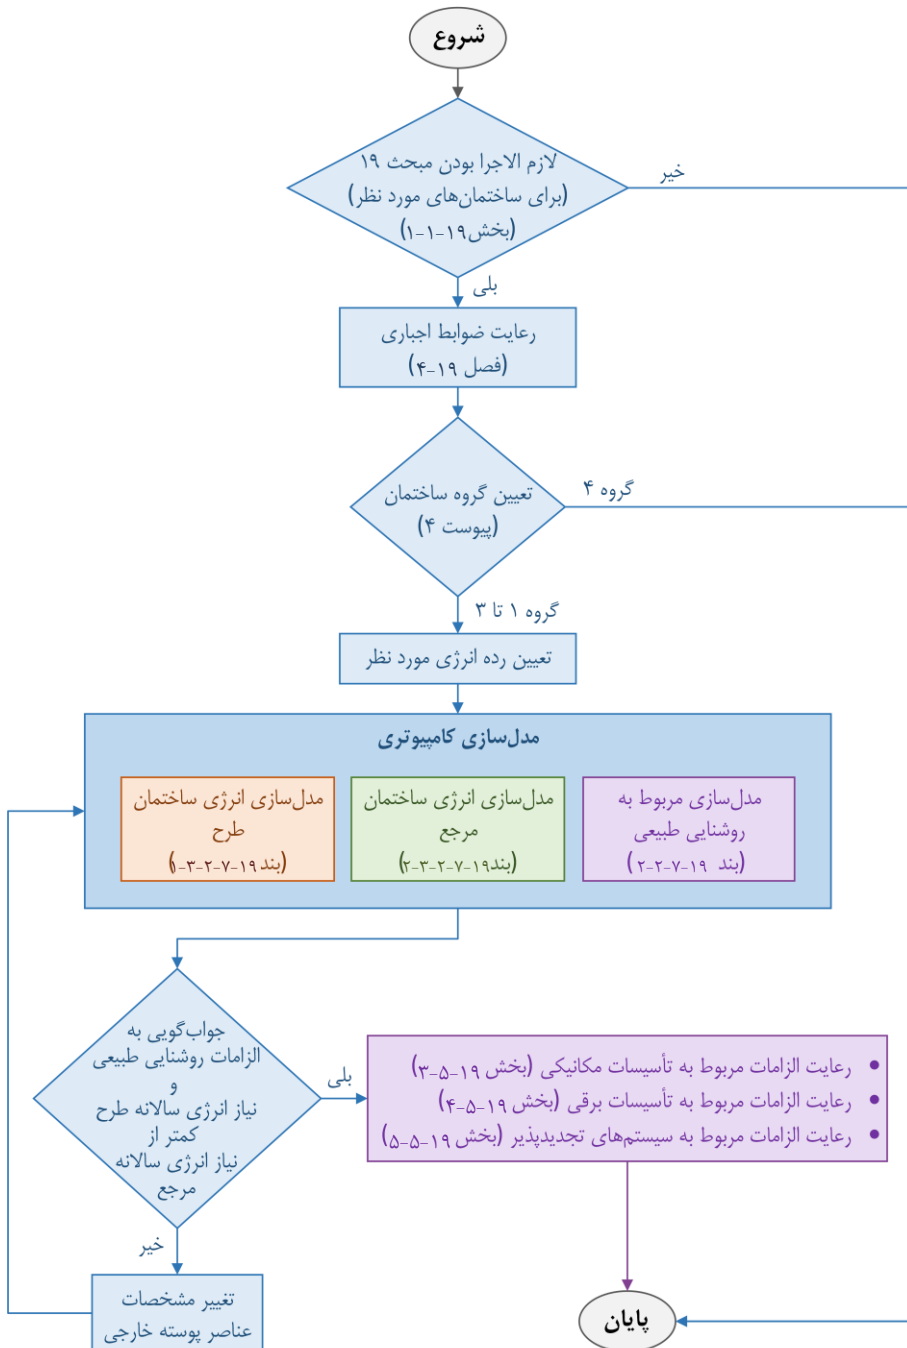 شروع
لازم الاجرا بودن مبحث ۱۹
(برای ساختمان‌های مورد نظر)
(بخش ۱۹-۱-۱)
خیر
بلی
رعایت ضوابط اجباری
(فصل ۱۹-۴)
تعیین گروه ساختمان
(پیوست ۴)
گروه ۴
گروه ۱ تا ۳
تعیین رده انرژی مورد نظر
مدل‌سازی کامپیوتری
مدل‌سازی مربوط به
روشنایی طبیعی
(بند ۱۹-۷-۲-۲)
مدل‌سازی انرژی ساختمان
مرجع
(بند ۱۹-۷-۲-۳-۲)
مدل‌سازی انرژی ساختمان
طرح
(بند ۱۹-۷-۲-۳-۱)
جواب‌گویی به
الزامات روشنایی طبیعی
و
نیاز انرژی سالانه طرح
کمتر از
نیاز انرژی سالانه
مرجع
بلی
• رعایت الزامات مربوط به تأسیسات مکانیکی (بخش ۱۹-۵-۳)
• رعایت الزامات مربوط به تأسیسات برقی (بخش ۱۹-۵-۴)
• رعایت الزامات مربوط به سیستم‌های تجدیدپذیر (بخش ۱۹-۵-۵)
خیر
تغییر مشخصات
عناصر پوسته خارجی
پایان